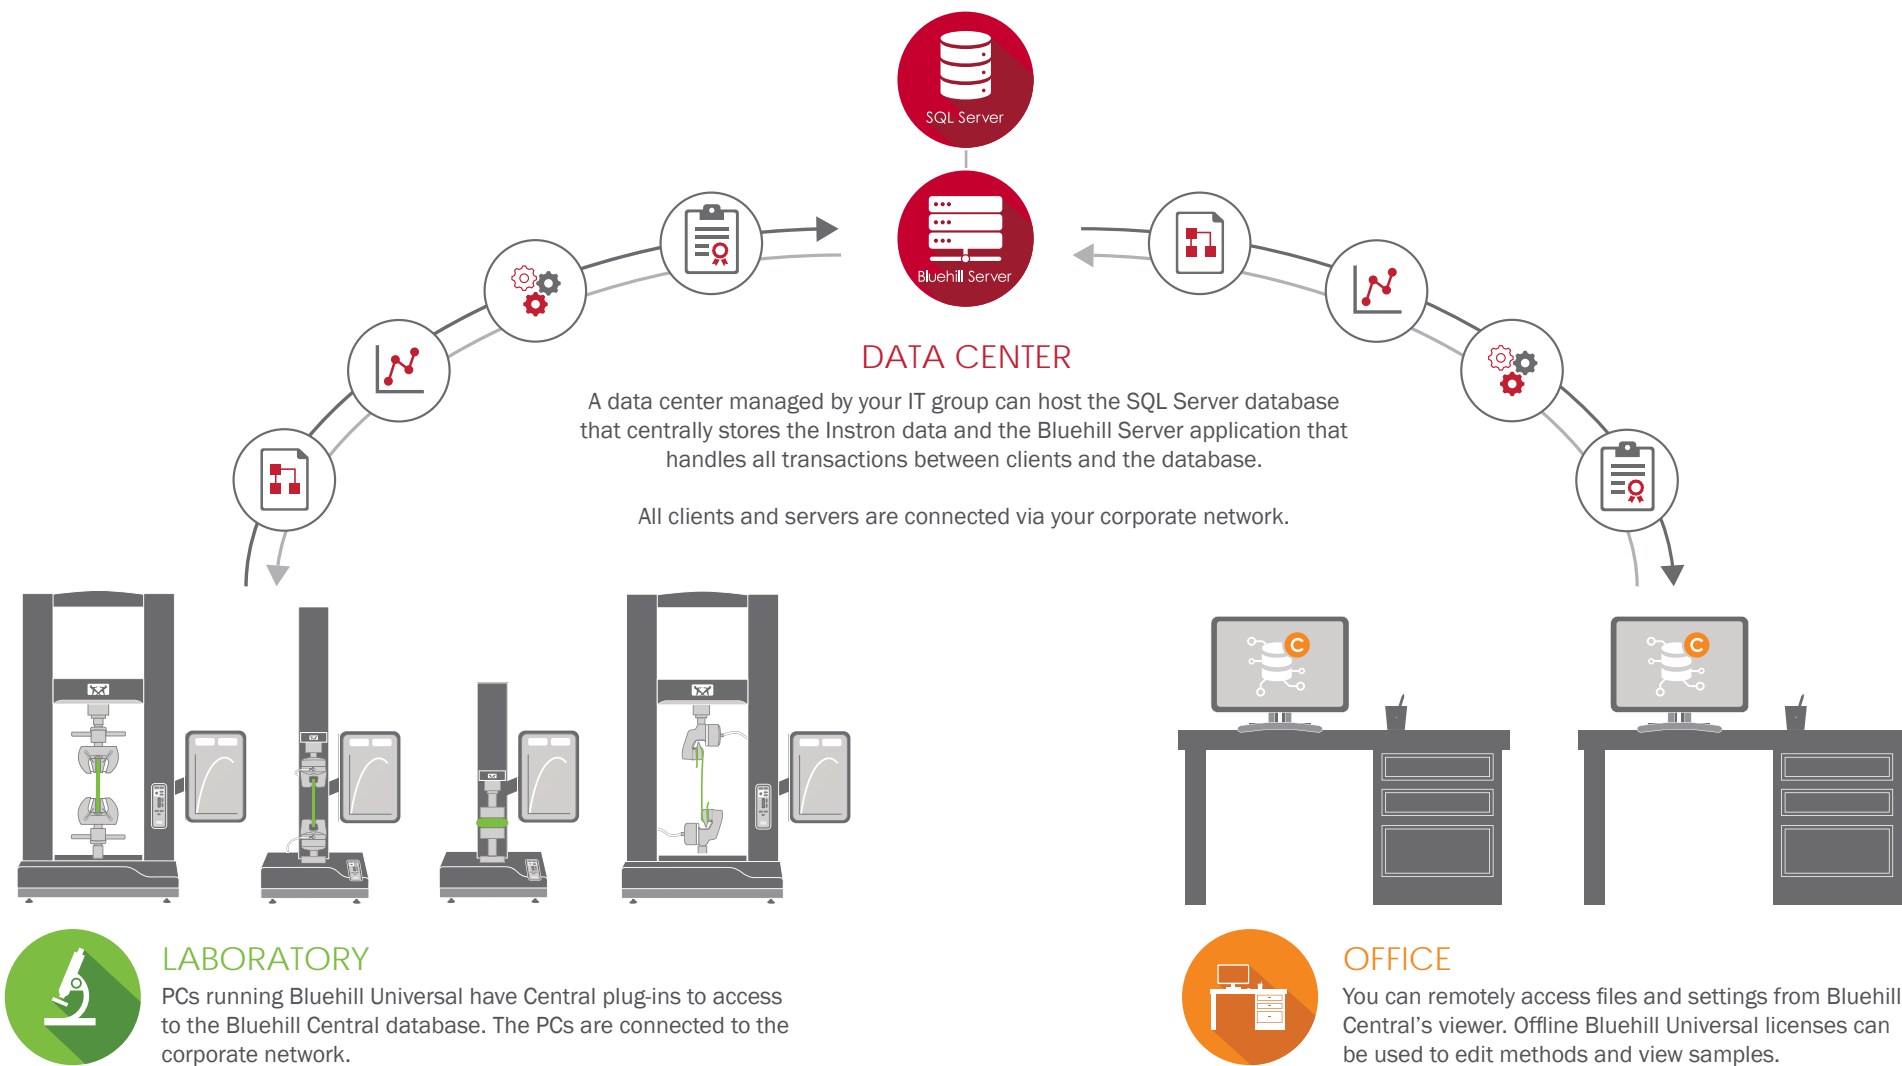 SQL Server
Bluehill Server
DATA CENTER
A data center managed by your IT group can host the SQL Server database
that centrally stores the Instron data and the Bluehill Server application that
handles all transactions between clients and the database.
All clients and servers are connected via your corporate network.
C
C
LABORATORY
PCs running Bluehill Universal have Central plug-ins to access
to the Bluehill Central database. The PCs are connected to the
corporate network.
OFFICE
You can remotely access files and settings from Bluehill
Central’s viewer. Offline Bluehill Universal licenses can
be used to edit methods and view samples.